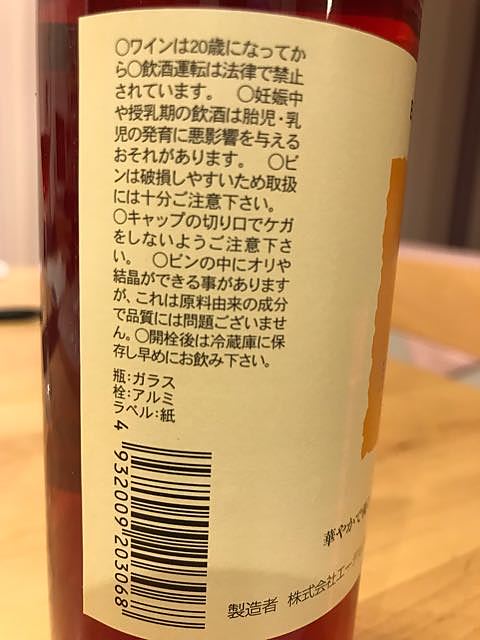 ○ワインは20歳になってか
ら○飲酒運転は法律で禁止
されています。　○妊娠中
や授乳期の飲酒は胎児・乳
児の発育に悪影響を与える
おそれがあります。　○ビ
ンは破損しやすいため取扱
には十分ご注意下さい。
○キャップの切り口でケガ
をしないようご注意下さ
い。　○ビンの中にオリや
結晶ができる事があります
が、これは原料由来の成分
で品質には問題ございませ
ん。○開栓後は冷蔵庫に保
存し早めにお飲み下さい。
瓶：ガラス
栓：アルミ
ラベル：紙
4 932009 203068
華やかで
製造者 株式会社エー